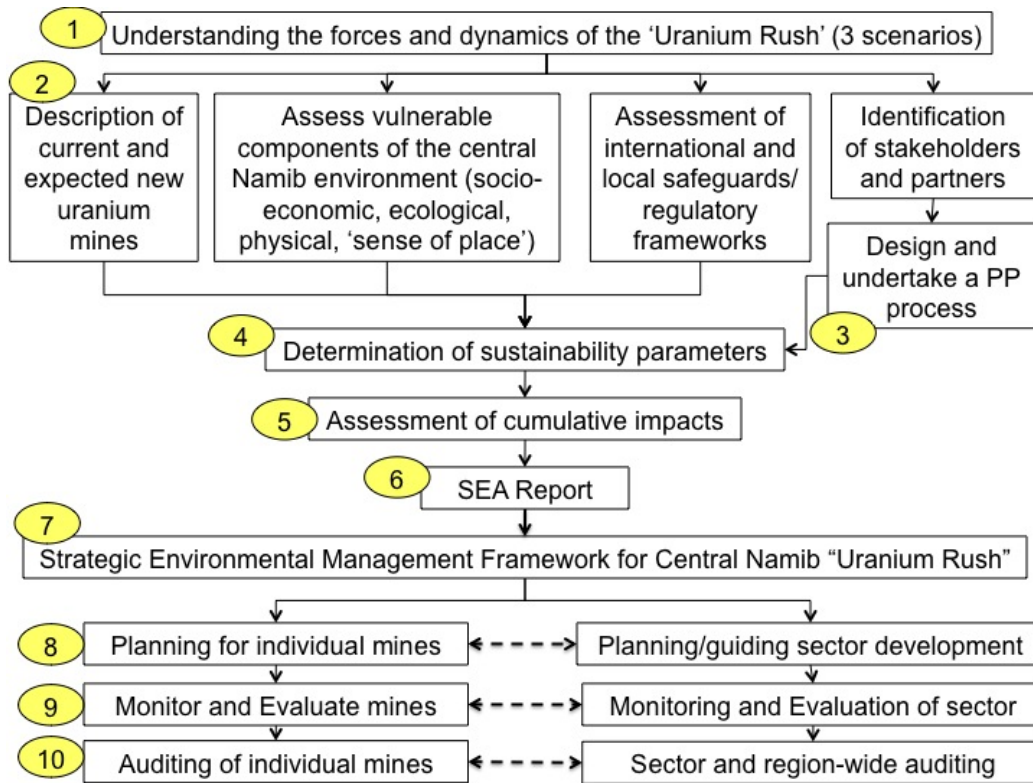 1
Understanding the forces and dynamics of the ‘Uranium Rush’ (3 scenarios)
2
Description of
current and
expected new
uranium
mines
Assess vulnerable
components of the central
Namib environment (socio-
economic, ecological,
physical, ‘sense of place’)
Assessment of
international and
local safeguards/
regulatory
frameworks
Identification
of stakeholders
and partners
Design and
undertake a PP
process
3
4
Determination of sustainability parameters
5
Assessment of cumulative impacts
6
SEA Report
7
Strategic Environmental Management Framework for Central Namib “Uranium Rush”
8
Planning for individual mines
Planning/guiding sector development
9
Monitor and Evaluate mines
Monitoring and Evaluation of sector
10
Auditing of individual mines
Sector and region-wide auditing